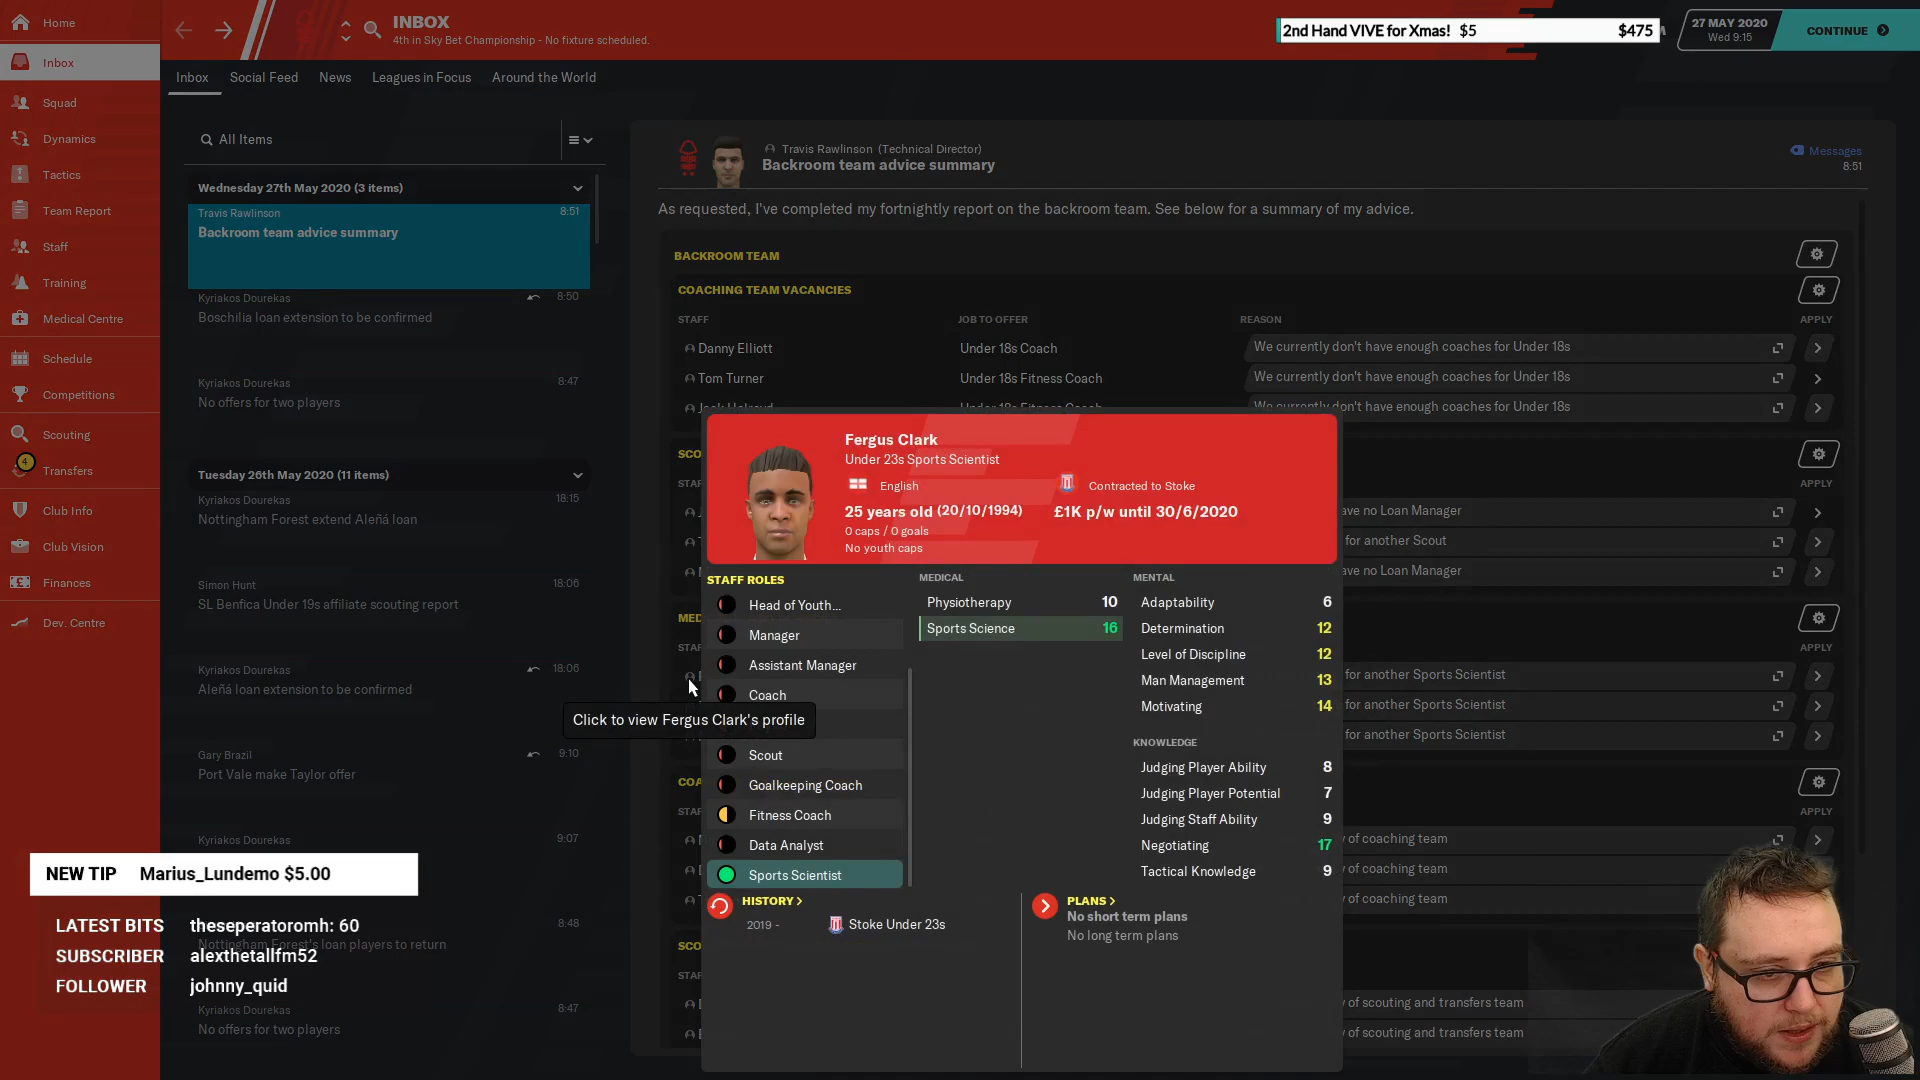 Home
INBOX
4th in Sky Bet Championship - No fixture scheduled.
2nd Hand VIVE for Xmas! $5 $475
27 MAY 2020
Wed 9:15
CONTINUE
Inbox
Squad
Dynamics
Tactics
Team Report
Staff
Training
Medical Centre
Schedule
Competitions
Scouting
4
Transfers
Club Info
Club Vision
Finances
Dev. Centre
Inbox Social Feed News Leagues in Focus Around the World
All Items
Wednesday 27th May 2020 (3 items)
Travis Rawlinson 8:51
Backroom team advice summary
Kyriakos Dourekas 8:50
Boschilia loan extension to be confirmed
Kyriakos Dourekas 8:47
No offers for two players
Tuesday 26th May 2020 (11 items)
Kyriakos Dourekas 18:15
Nottingham Forest extend Aleñá loan
Simon Hunt 18:06
SL Benfica Under 19s affiliate scouting report
Kyriakos Dourekas 18:06
Aleñá loan extension to be confirmed
Gary Brazil 9:10
Port Vale make Taylor offer
Kyriakos Dourekas 9:07
8:48
Nottingham Forest's loan players to return
Kyriakos Dourekas 8:47
No offers for two players
Travis Rawlinson (Technical Director)
Backroom team advice summary
Messages
8:51
As requested, I've completed my fortnightly report on the backroom team. See below for a summary of my advice.
BACKROOM TEAM
COACHING TEAM VACANCIES
STAFF JOB TO OFFER REASON APPLY
Danny Elliott Under 18s Coach We currently don't have enough coaches for Under 18s
Tom Turner Under 18s Fitness Coach We currently don't have enough coaches for Under 18s
Under 18s Fitness Coach We currently don't have enough coaches for Under 18s
APPLY
ave no Loan Manager
for another Scout
ave no Loan Manager
APPLY
for another Sports Scientist
for another Sports Scientist
for another Sports Scientist
APPLY
y of coaching team
of coaching team
of coaching team
y of scouting and transfers team
y of scouting and transfers team
Fergus Clark
Under 23s Sports Scientist
English Contracted to Stoke
25 years old (20/10/1994) £1K p/w until 30/6/2020
0 caps / 0 goals
No youth caps
STAFF ROLES
Head of Youth...
Manager
Assistant Manager
Coach
Scout
Goalkeeping Coach
Fitness Coach
Data Analyst
Sports Scientist
MEDICAL
Physiotherapy 10
Sports Science 16
MENTAL
Adaptability 6
Determination 12
Level of Discipline 12
Man Management 13
Motivating 14
KNOWLEDGE
Judging Player Ability 8
Judging Player Potential 7
Judging Staff Ability 9
Negotiating 17
Tactical Knowledge 9
Click to view Fergus Clark's profile
HISTORY >
2019 - Stoke Under 23s
PLANS >
No short term plans
No long term plans
NEW TIP Marius_Lundemo $5.00
LATEST BITS theseperatoromh: 60
SUBSCRIBER alexthetallfm52
FOLLOWER johnny_quid